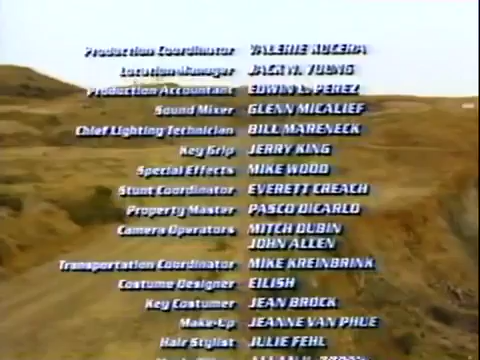 Production Coordinator VALERIE KUCERA
Location Manager JACK N. YOUNG
Production Accountant EDWIN L. PEREZ
Sound Mixer GLENN MICALIEF
Chief Lighting Technician BILL MARENECK
Key Grip JERRY KING
Special Effects MIKE WOOD
Stunt Coordinator EVERETT CREACH
Property Master PASCO DICARLO
Camera Operators MITCH DUBIN
JOHN ALLEN
Transportation Coordinator MIKE KREINBRINK
Costume Designer EILISH
Key Costumer JEAN BROCK
Make-Up JEANNE VAN PHUE
Hair Stylist JULIE FEHL